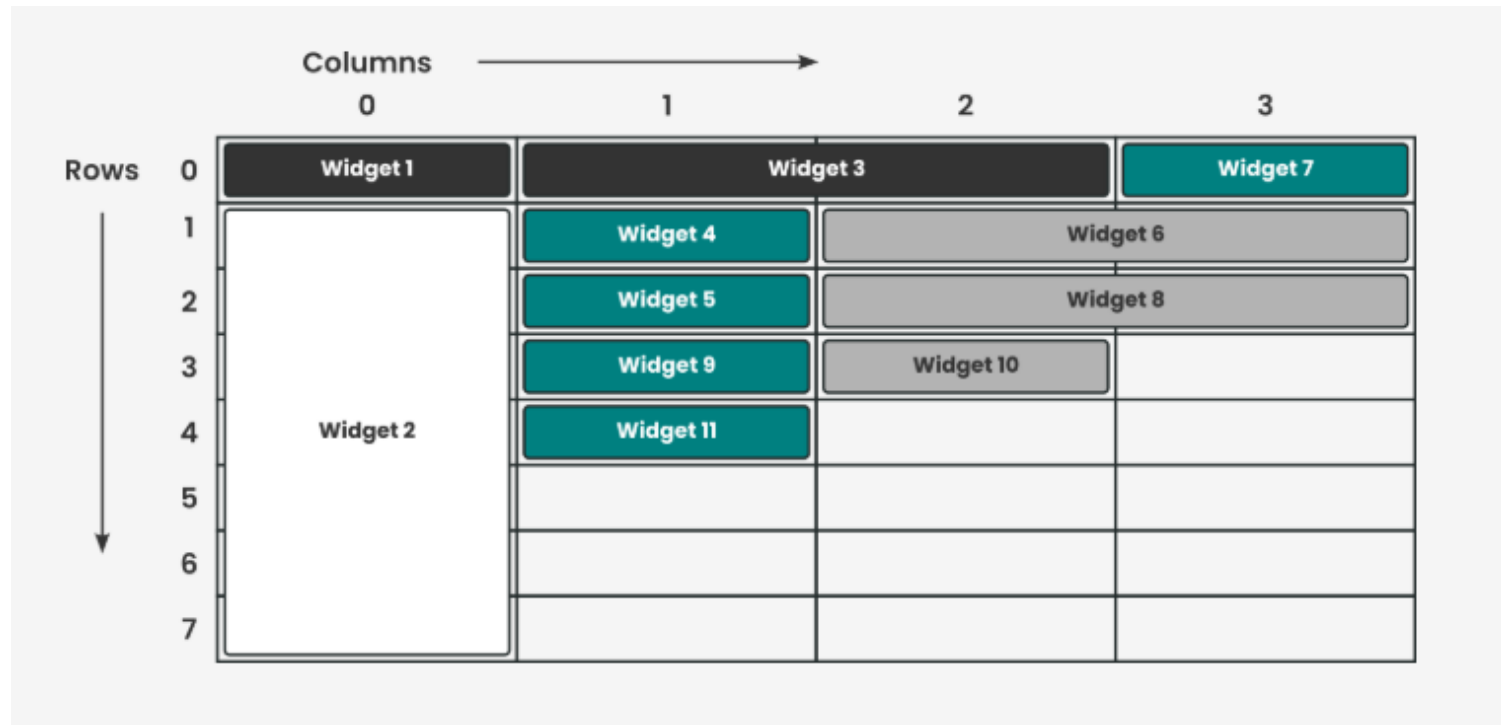 Columns
0 1 2 3
Rows 0 Widget 1 Widget 3 Widget 7
1 Widget 4 Widget 6
2 Widget 5 Widget 8
3 Widget 9 Widget 10
4 Widget 2 Widget 11
5
6
7